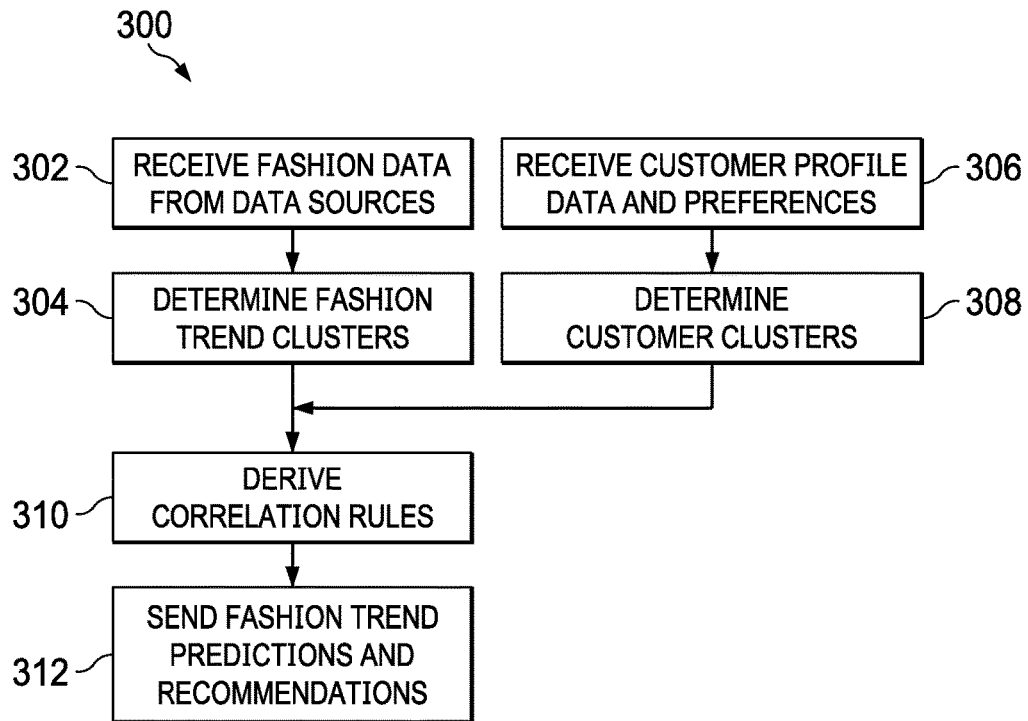 300
302
RECEIVE FASHION DATA
FROM DATA SOURCES
RECEIVE CUSTOMER PROFILE
DATA AND PREFERENCES
306
304
DETERMINE FASHION
TREND CLUSTERS
DETERMINE
CUSTOMER CLUSTERS
308
310
DERIVE
CORRELATION RULES
312
SEND FASHION TREND
PREDICTIONS AND
RECOMMENDATIONS